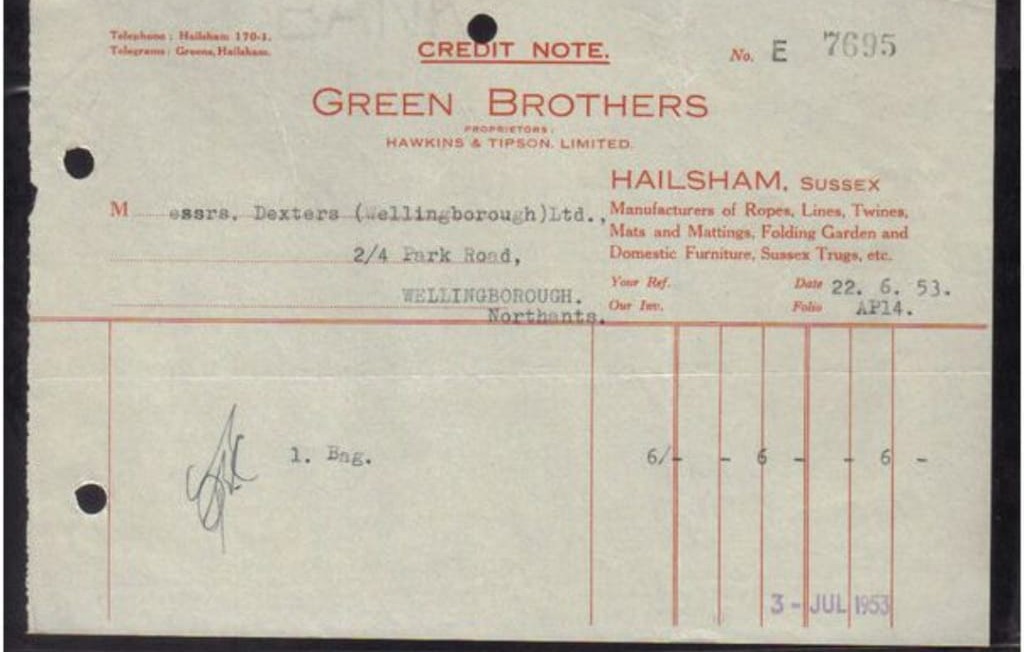 Telephone : Hailsham 170-1.
Telegrams : Greens, Hailsham.
CREDIT NOTE.
No. E 7695
GREEN BROTHERS
PROPRIETORS:
HAWKINS & TIPSON. LIMITED.
HAILSHAM, SUSSEX
Manufacturers of Ropes, Lines, Twines,
Mats and Mattings, Folding Garden and
Domestic Furniture, Sussex Trugs, etc.
M essrs. Dexters (Wellingborough)Ltd.,
2/4 Park Road,
WELLINGBOROUGH.
Northants.
Your Ref.
Date 22. 6. 53.
Our Inv.
Folio AP14.
1. Bag. 6/- - 6 - - 6 -
3 - JUL 1953